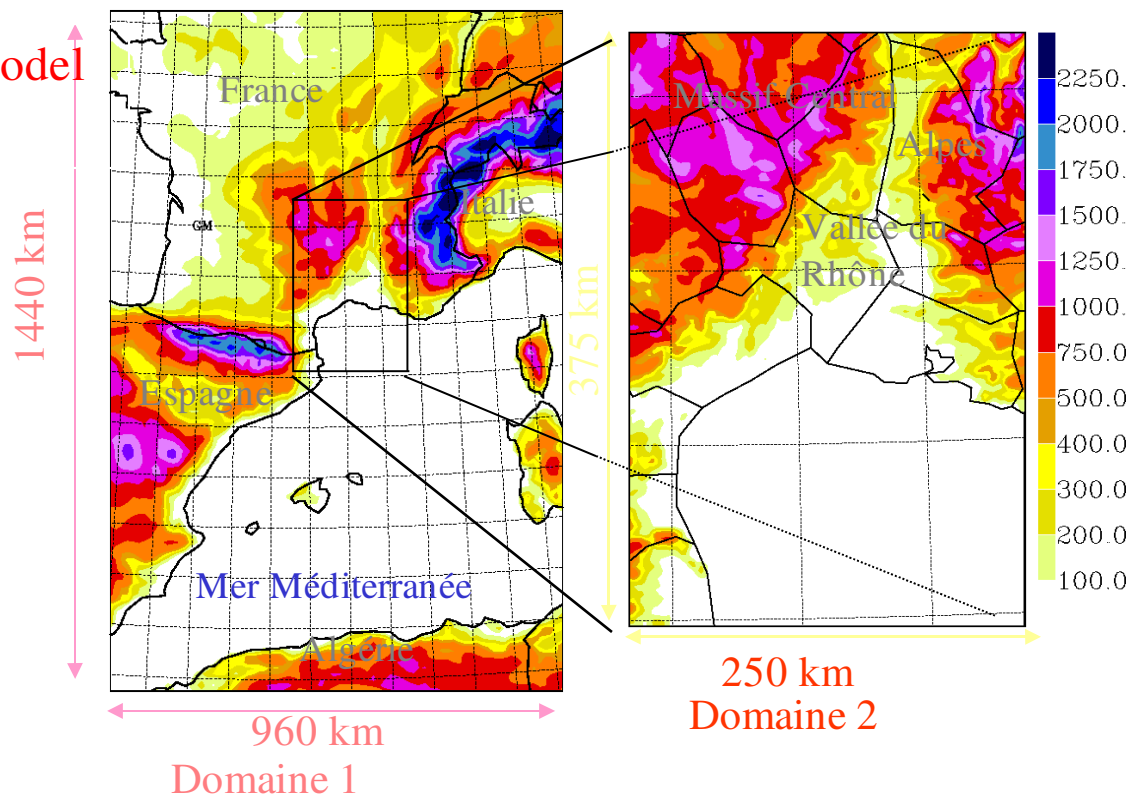 odel
France
Italie
GM
Espagne
Mer Méditerranée
Algérie
1440 km
960 km
Domaine 1
Massif Central
Alpes
Vallée du
Rhône
375 km
250 km
Domaine 2
2250.
2000.
1750.
1500.
1250.
1000.
750.0
500.0
400.0
300.0
200.0
100.0